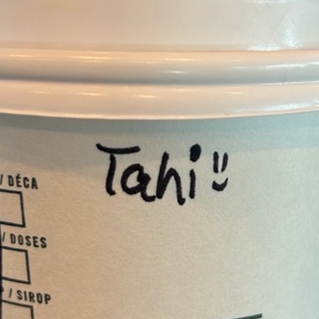 Tahi
/ DÉCA
/ DOSES
/ SIROP